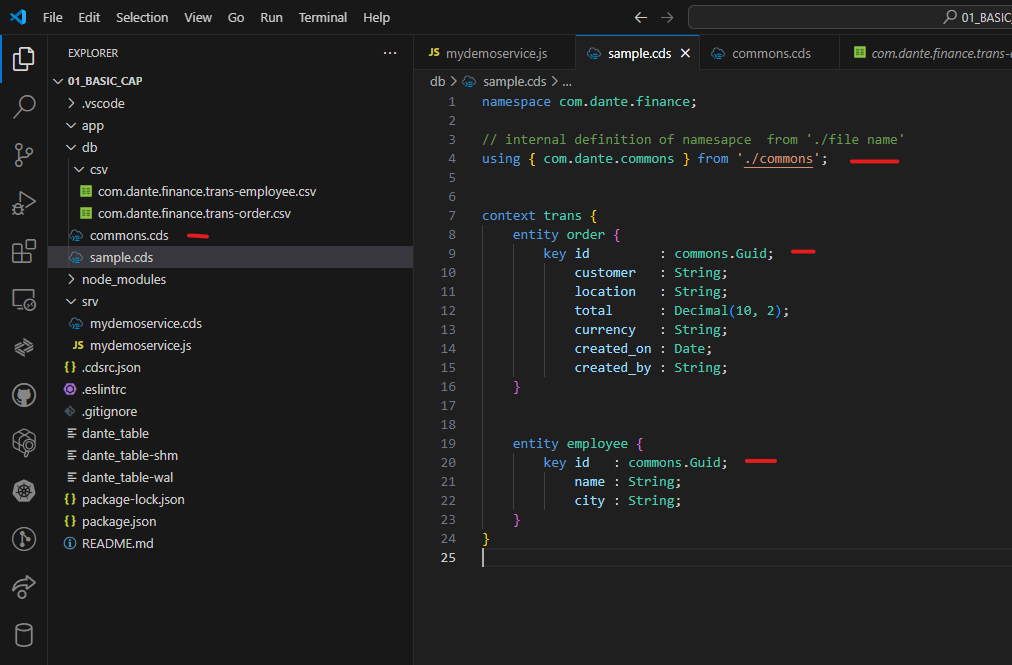 File Edit Selection View Go Run Terminal Help
01_BASIC
EXPLORER
01_BASIC_CAP
.vscode
app
db
csv
com.dante.finance.trans-employee.csv
com.dante.finance.trans-order.csv
commons.cds
sample.cds
node_modules
srv
mydemoservice.cds
JS mydemoservice.js
{} .cdsrc.json
.eslintrc
.gitignore
dante_table
dante_table-shm
dante_table-wal
{} package-lock.json
{} package.json
README.md
JS mydemoservice.js
sample.cds
commons.cds
com.dante.finance.trans-
db > sample.cds > ...
1 namespace com.dante.finance;
2
3 // internal definition of namesapce  from './file name'
4 using { com.dante.commons } from './commons';
5
6
7 context trans {
8 entity order {
9 key id : commons.Guid;
10 customer : String;
11 location : String;
12 total : Decimal(10, 2);
13 currency : String;
14 created_on : Date;
15 created_by : String;
16 }
17
18
19 entity employee {
20 key id : commons.Guid;
21 name : String;
22 city : String;
23 }
24 }
25